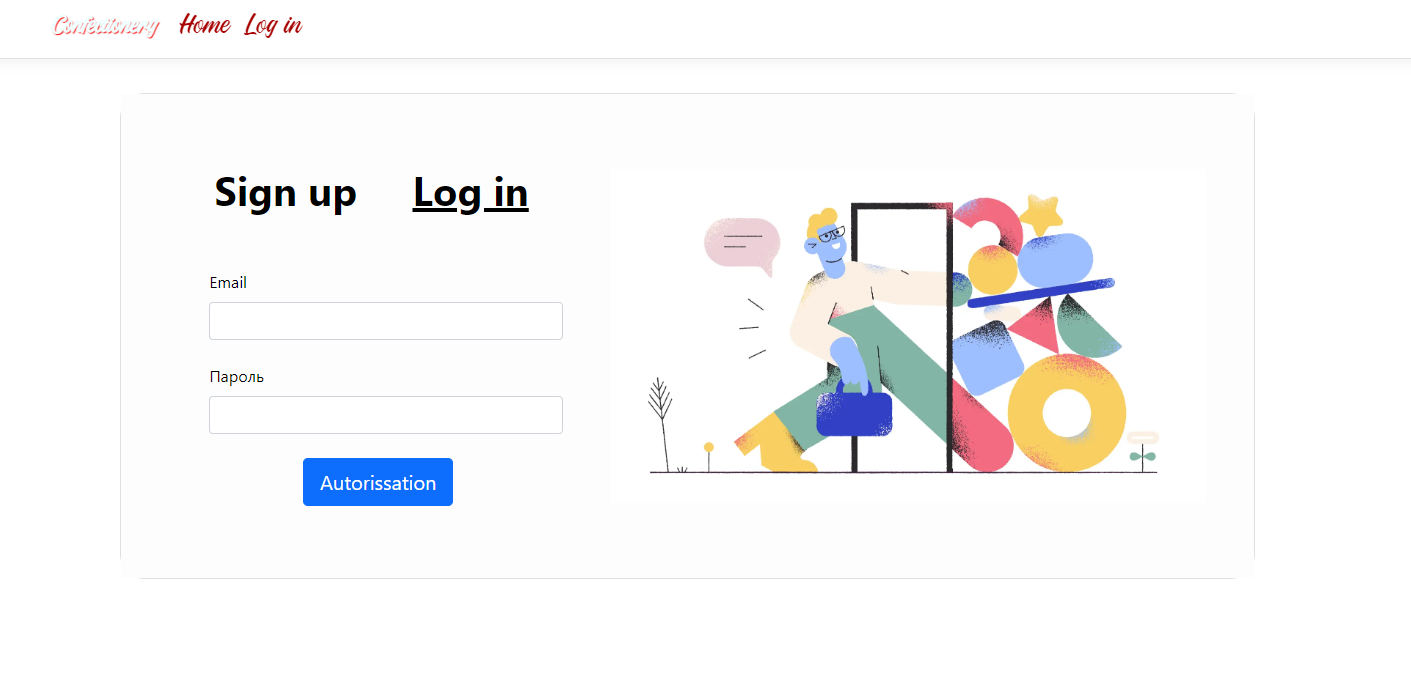 Confectionery Home Log in
Sign up Log in
Email
Пароль
Autorissation